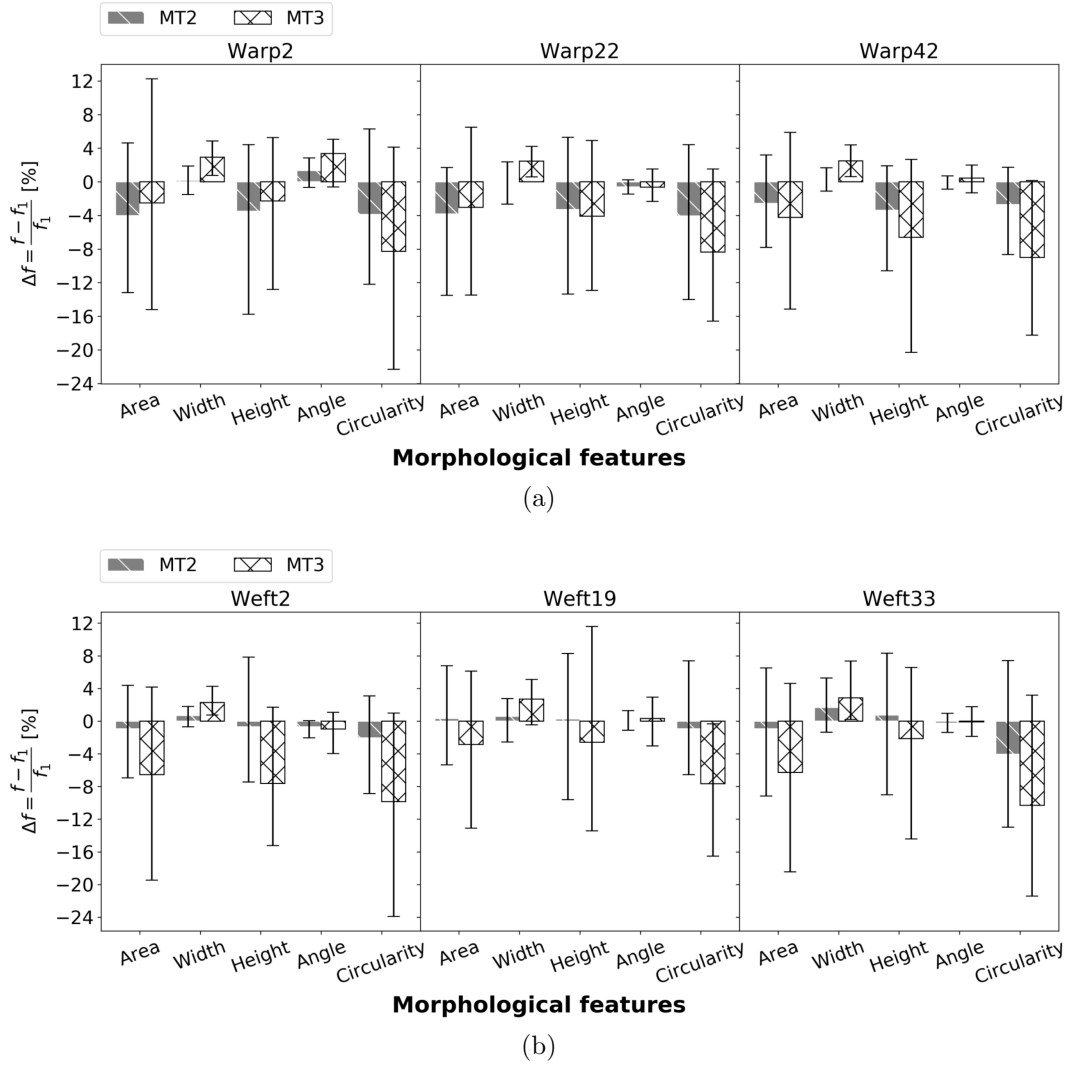 MT2 MT3
Warp2 Warp22 Warp42
12
8
4
0
−4
−8
−12
−16
−20
−24
Δf = (f − f₁)/f₁ [%]
Area Width Height Angle Circularity Area Width Height Angle Circularity Area Width Height Angle Circularity
Morphological features
(a)
MT2 MT3
Weft2 Weft19 Weft33
12
8
4
0
−4
−8
−12
−16
−20
−24
Δf = (f − f₁)/f₁ [%]
Area Width Height Angle Circularity Area Width Height Angle Circularity Area Width Height Angle Circularity
Morphological features
(b)